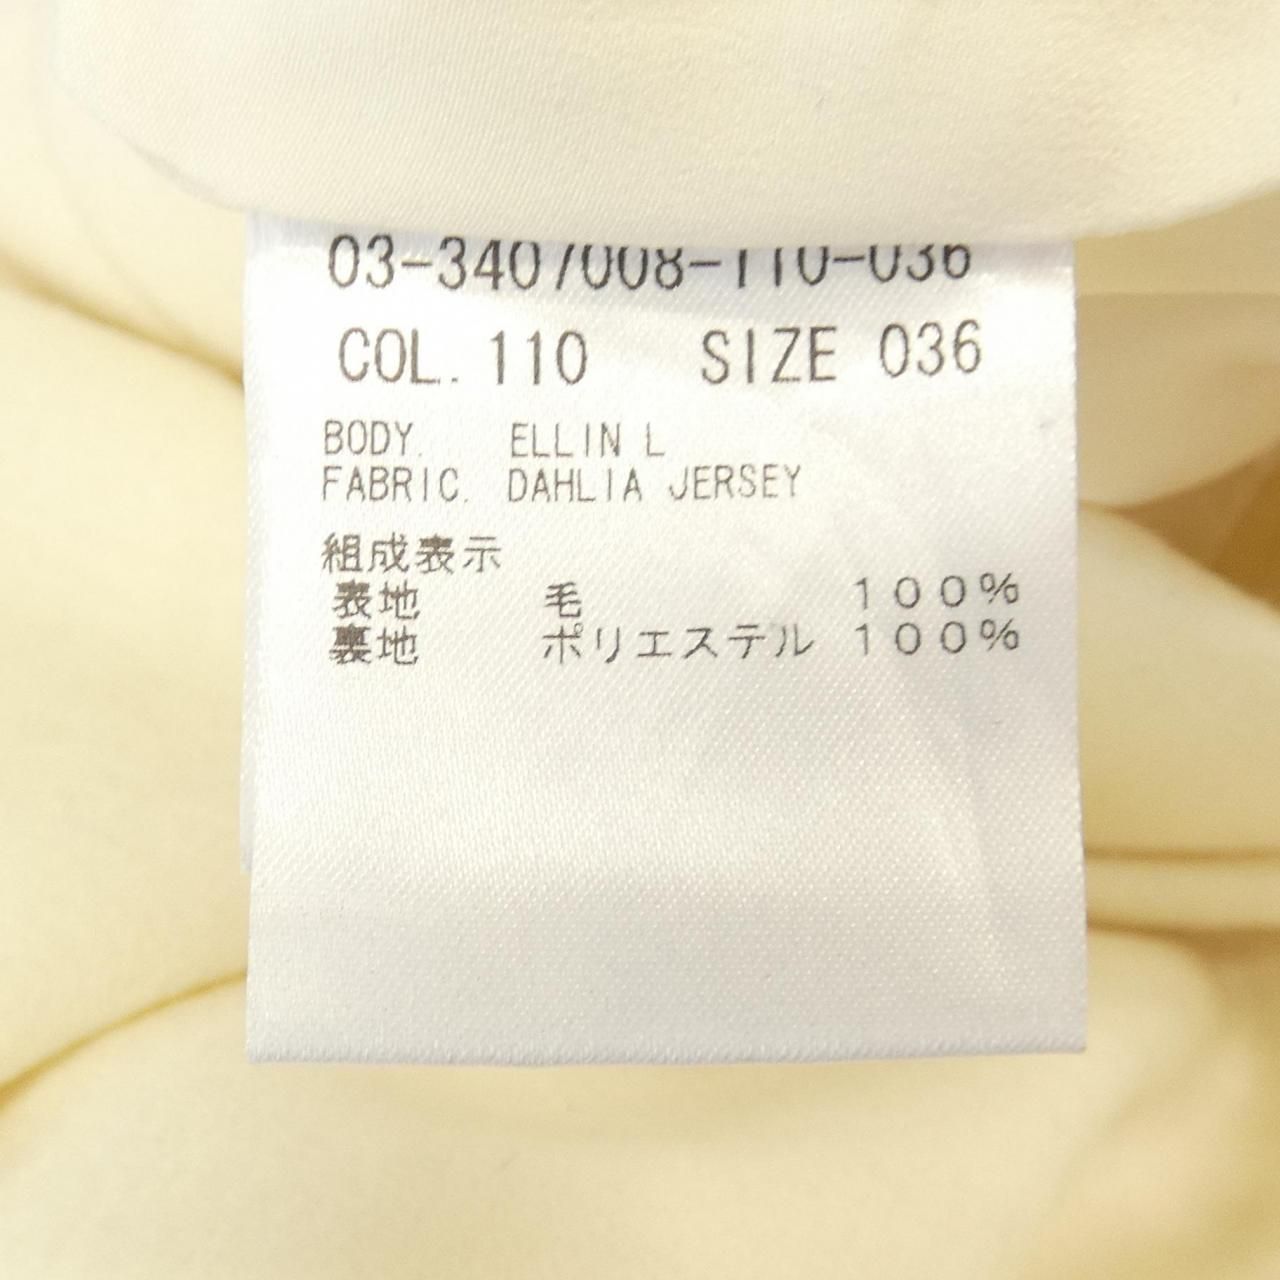 03-3407008-110-036
COL. 110 SIZE 036
BODY. ELLIN L
FABRIC. DAHLIA JERSEY
組成表示
表地 毛 100%
裏地 ポリエステル 100%